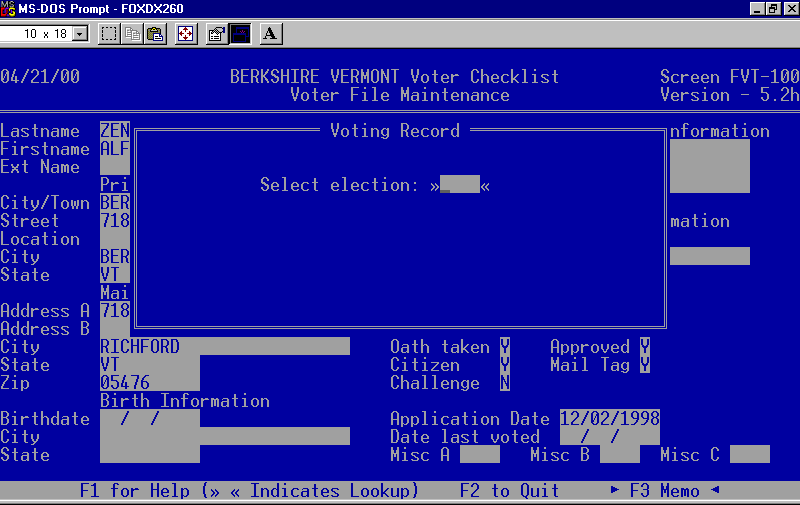 MS-DOS Prompt - FOXDX260
10 x 18
A
04/21/00 BERKSHIRE VERMONT Voter Checklist Screen FVT-100
Voter File Maintenance Version - 5.2h
Lastname ZEN Voting Record nformation
Firstname ALF
Ext Name
Pri Select election: »_ «
City/Town BER
Street 718 mation
Location
City BER
State VT
Mai
Address A 718
Address B
City RICHFORD Oath taken Y Approved Y
State VT Citizen Y Mail Tag Y
Zip 05476 Challenge N
Birth Information
Birthdate / / Application Date 12/02/1998
City Date last voted / /
State Misc A Misc B Misc C
F1 for Help (» « Indicates Lookup) F2 to Quit ► F3 Memo ◄